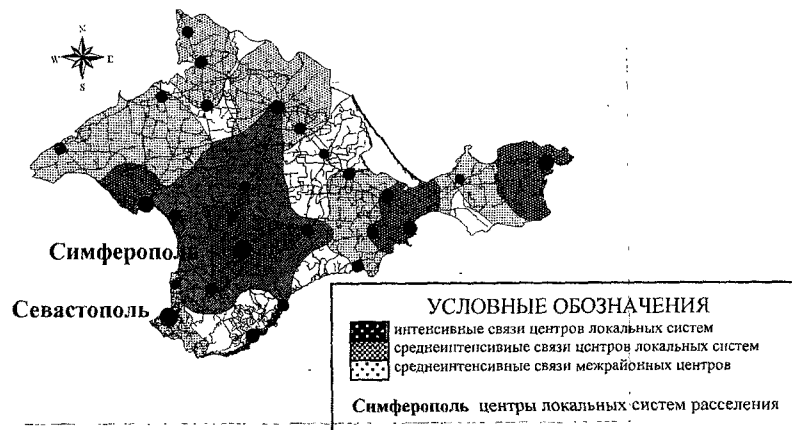 N
W E
S
Симферополь
Севастополь
УСЛОВНЫЕ ОБОЗНАЧЕНИЯ
интенсивные связи центров локальных систем
среднеинтенсивные связи центров локальных систем
среднеинтенсивные связи межрайонных центров
Симферополь центры локальных систем расселения